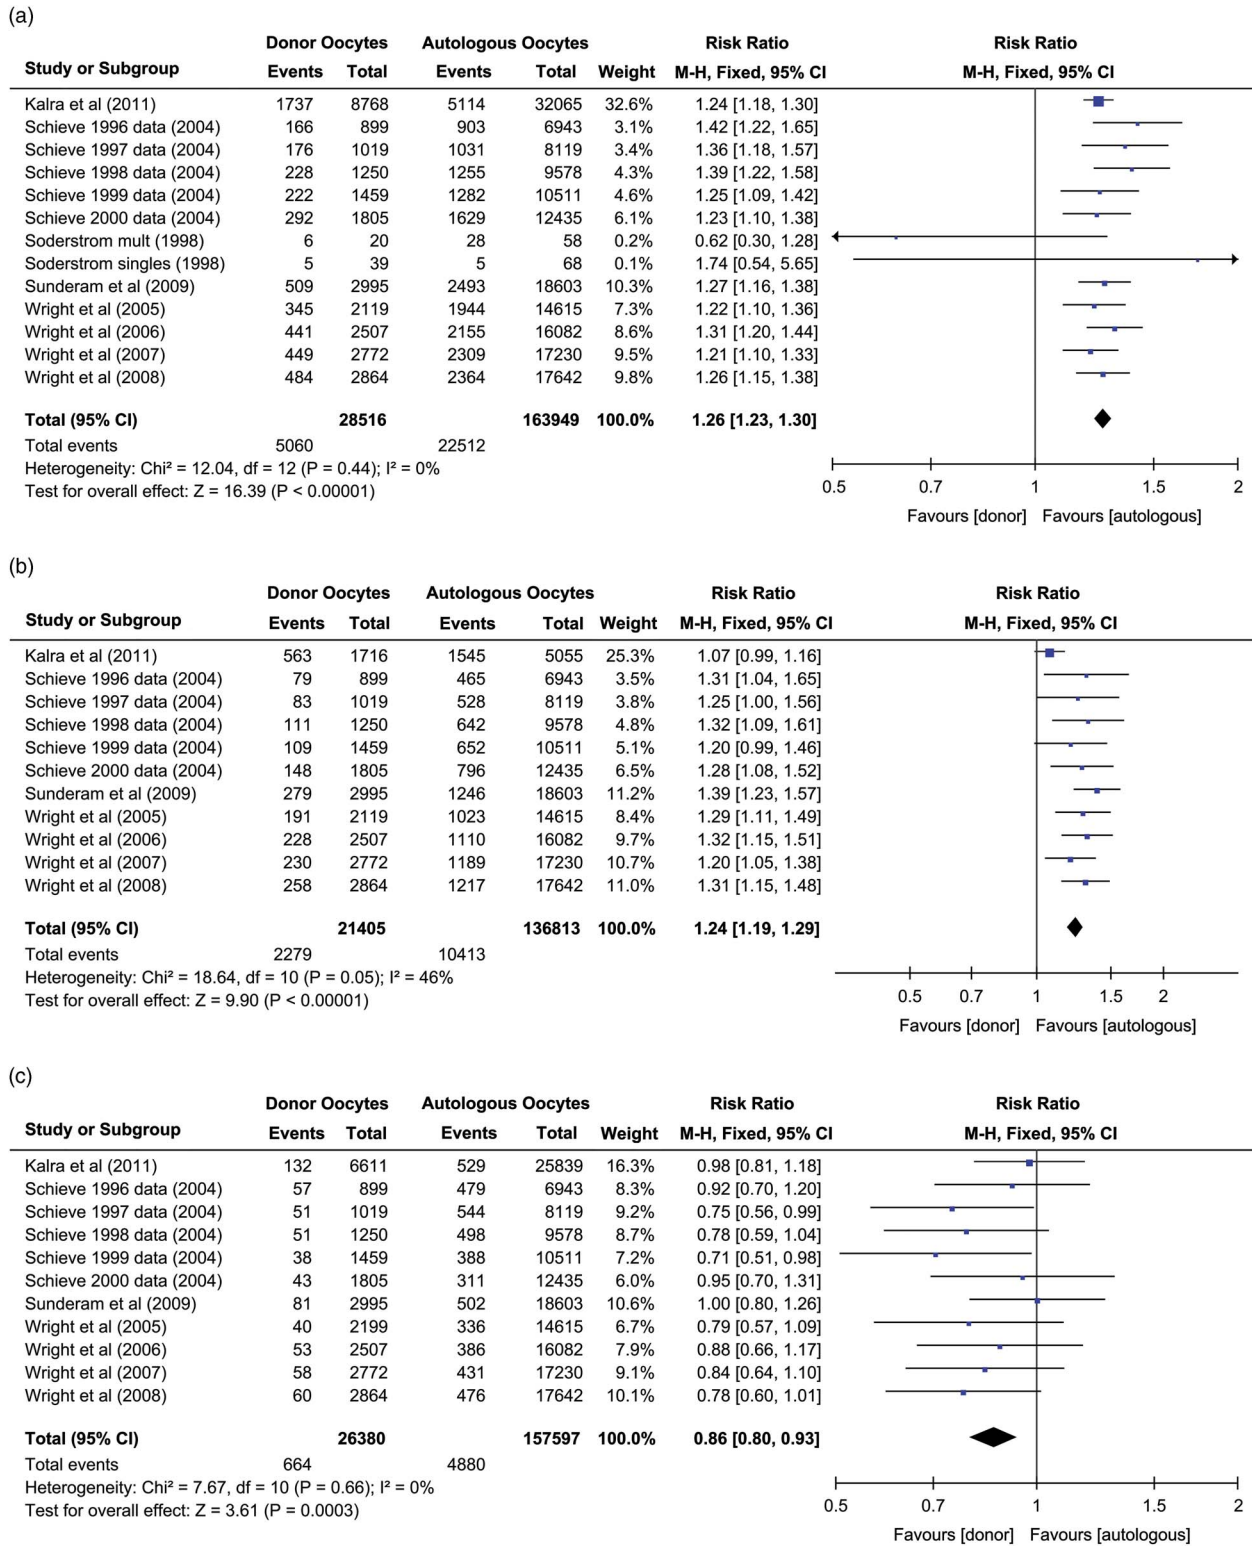 (a)
Donor Oocytes Autologous Oocytes Risk Ratio Risk Ratio
Study or Subgroup Events Total Events Total Weight M-H, Fixed, 95% CI M-H, Fixed, 95% CI
Kalra et al (2011) 1737 8768 5114 32065 32.6% 1.24 [1.18, 1.30]
Schieve 1996 data (2004) 166 899 903 6943 3.1% 1.42 [1.22, 1.65]
Schieve 1997 data (2004) 176 1019 1031 8119 3.4% 1.36 [1.18, 1.57]
Schieve 1998 data (2004) 228 1250 1255 9578 4.3% 1.39 [1.22, 1.58]
Schieve 1999 data (2004) 222 1459 1282 10511 4.6% 1.25 [1.09, 1.42]
Schieve 2000 data (2004) 292 1805 1629 12435 6.1% 1.23 [1.10, 1.38]
Soderstrom mult (1998) 6 20 28 58 0.2% 0.62 [0.30, 1.28]
Soderstrom singles (1998) 5 39 5 68 0.1% 1.74 [0.54, 5.65]
Sunderam et al (2009) 509 2995 2493 18603 10.3% 1.27 [1.16, 1.38]
Wright et al (2005) 345 2119 1944 14615 7.3% 1.22 [1.10, 1.36]
Wright et al (2006) 441 2507 2155 16082 8.6% 1.31 [1.20, 1.44]
Wright et al (2007) 449 2772 2309 17230 9.5% 1.21 [1.10, 1.33]
Wright et al (2008) 484 2864 2364 17642 9.8% 1.26 [1.15, 1.38]
Total (95% CI) 28516 163949 100.0% 1.26 [1.23, 1.30]
Total events 5060 22512
Heterogeneity: Chi² = 12.04, df = 12 (P = 0.44); I² = 0%
Test for overall effect: Z = 16.39 (P < 0.00001)
0.5 0.7 1 1.5 2
Favours [donor] Favours [autologous]
(b)
Donor Oocytes Autologous Oocytes Risk Ratio Risk Ratio
Study or Subgroup Events Total Events Total Weight M-H, Fixed, 95% CI M-H, Fixed, 95% CI
Kalra et al (2011) 563 1716 1545 5055 25.3% 1.07 [0.99, 1.16]
Schieve 1996 data (2004) 79 899 465 6943 3.5% 1.31 [1.04, 1.65]
Schieve 1997 data (2004) 83 1019 528 8119 3.8% 1.25 [1.00, 1.56]
Schieve 1998 data (2004) 111 1250 642 9578 4.8% 1.32 [1.09, 1.61]
Schieve 1999 data (2004) 109 1459 652 10511 5.1% 1.20 [0.99, 1.46]
Schieve 2000 data (2004) 148 1805 796 12435 6.5% 1.28 [1.08, 1.52]
Sunderam et al (2009) 279 2995 1246 18603 11.2% 1.39 [1.23, 1.57]
Wright et al (2005) 191 2119 1023 14615 8.4% 1.29 [1.11, 1.49]
Wright et al (2006) 228 2507 1110 16082 9.7% 1.32 [1.15, 1.51]
Wright et al (2007) 230 2772 1189 17230 10.7% 1.20 [1.05, 1.38]
Wright et al (2008) 258 2864 1217 17642 11.0% 1.31 [1.15, 1.48]
Total (95% CI) 21405 136813 100.0% 1.24 [1.19, 1.29]
Total events 2279 10413
Heterogeneity: Chi² = 18.64, df = 10 (P = 0.05); I² = 46%
Test for overall effect: Z = 9.90 (P < 0.00001)
0.5 0.7 1 1.5 2
Favours [donor] Favours [autologous]
(c)
Donor Oocytes Autologous Oocytes Risk Ratio Risk Ratio
Study or Subgroup Events Total Events Total Weight M-H, Fixed, 95% CI M-H, Fixed, 95% CI
Kalra et al (2011) 132 6611 529 25839 16.3% 0.98 [0.81, 1.18]
Schieve 1996 data (2004) 57 899 479 6943 8.3% 0.92 [0.70, 1.20]
Schieve 1997 data (2004) 51 1019 544 8119 9.2% 0.75 [0.56, 0.99]
Schieve 1998 data (2004) 51 1250 498 9578 8.7% 0.78 [0.59, 1.04]
Schieve 1999 data (2004) 38 1459 388 10511 7.2% 0.71 [0.51, 0.98]
Schieve 2000 data (2004) 43 1805 311 12435 6.0% 0.95 [0.70, 1.31]
Sunderam et al (2009) 81 2995 502 18603 10.6% 1.00 [0.80, 1.26]
Wright et al (2005) 40 2199 336 14615 6.7% 0.79 [0.57, 1.09]
Wright et al (2006) 53 2507 386 16082 7.9% 0.88 [0.66, 1.17]
Wright et al (2007) 58 2772 431 17230 9.1% 0.84 [0.64, 1.10]
Wright et al (2008) 60 2864 476 17642 10.1% 0.78 [0.60, 1.01]
Total (95% CI) 26380 157597 100.0% 0.86 [0.80, 0.93]
Total events 664 4880
Heterogeneity: Chi² = 7.67, df = 10 (P = 0.66); I² = 0%
Test for overall effect: Z = 3.61 (P = 0.0003)
0.5 0.7 1 1.5 2
Favours [donor] Favours [autologous]